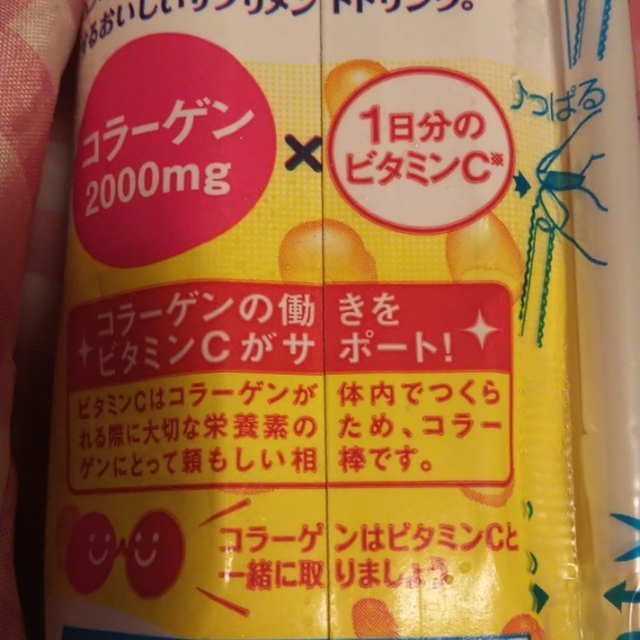 るおいしいサプリメントドリンク。
コラーゲン
2000mg
×
1日分の
ビタミンC※
ひっぱる
コラーゲンの働きを
ビタミンCがサポート!
ビタミンCはコラーゲンが体内でつくら
れる際に大切な栄養素のため、コラー
ゲンにとって頼もしい相棒です。
コラーゲンはビタミンCと
一緒に取りましょう。